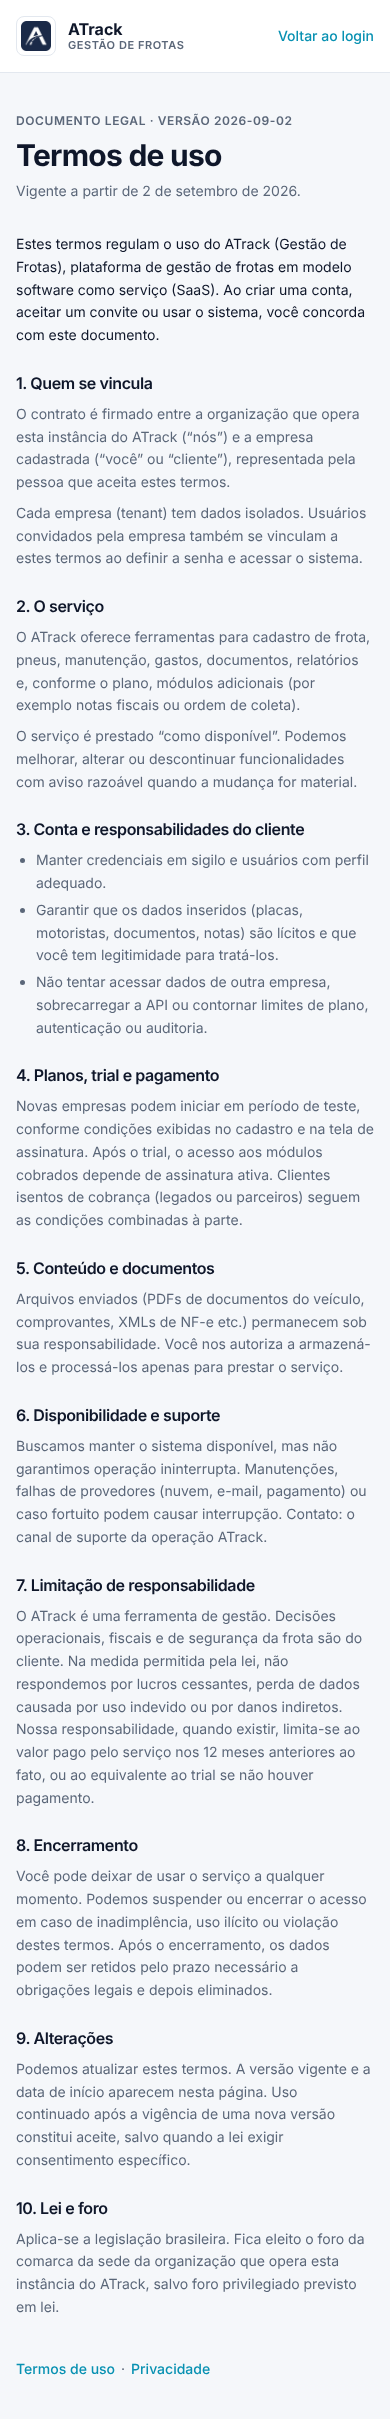 ATrack
GESTÃO DE FROTAS
Voltar ao login
DOCUMENTO LEGAL · VERSÃO 2026-09-02
Termos de uso
Vigente a partir de 2 de setembro de 2026.
Estes termos regulam o uso do ATrack (Gestão de
Frotas), plataforma de gestão de frotas em modelo
software como serviço (SaaS). Ao criar uma conta,
aceitar um convite ou usar o sistema, você concorda
com este documento.
1. Quem se vincula
O contrato é firmado entre a organização que opera
esta instância do ATrack (“nós”) e a empresa
cadastrada (“você” ou “cliente”), representada pela
pessoa que aceita estes termos.
Cada empresa (tenant) tem dados isolados. Usuários
convidados pela empresa também se vinculam a
estes termos ao definir a senha e acessar o sistema.
2. O serviço
O ATrack oferece ferramentas para cadastro de frota,
pneus, manutenção, gastos, documentos, relatórios
e, conforme o plano, módulos adicionais (por
exemplo notas fiscais ou ordem de coleta).
O serviço é prestado “como disponível”. Podemos
melhorar, alterar ou descontinuar funcionalidades
com aviso razoável quando a mudança for material.
3. Conta e responsabilidades do cliente
• Manter credenciais em sigilo e usuários com perfil
adequado.
• Garantir que os dados inseridos (placas,
motoristas, documentos, notas) são lícitos e que
você tem legitimidade para tratá-los.
• Não tentar acessar dados de outra empresa,
sobrecarregar a API ou contornar limites de plano,
autenticação ou auditoria.
4. Planos, trial e pagamento
Novas empresas podem iniciar em período de teste,
conforme condições exibidas no cadastro e na tela de
assinatura. Após o trial, o acesso aos módulos
cobrados depende de assinatura ativa. Clientes
isentos de cobrança (legados ou parceiros) seguem
as condições combinadas à parte.
5. Conteúdo e documentos
Arquivos enviados (PDFs de documentos do veículo,
comprovantes, XMLs de NF-e etc.) permanecem sob
sua responsabilidade. Você nos autoriza a armazená-
los e processá-los apenas para prestar o serviço.
6. Disponibilidade e suporte
Buscamos manter o sistema disponível, mas não
garantimos operação ininterrupta. Manutenções,
falhas de provedores (nuvem, e-mail, pagamento) ou
caso fortuito podem causar interrupção. Contato: o
canal de suporte da operação ATrack.
7. Limitação de responsabilidade
O ATrack é uma ferramenta de gestão. Decisões
operacionais, fiscais e de segurança da frota são do
cliente. Na medida permitida pela lei, não
respondemos por lucros cessantes, perda de dados
causada por uso indevido ou por danos indiretos.
Nossa responsabilidade, quando existir, limita-se ao
valor pago pelo serviço nos 12 meses anteriores ao
fato, ou ao equivalente ao trial se não houver
pagamento.
8. Encerramento
Você pode deixar de usar o serviço a qualquer
momento. Podemos suspender ou encerrar o acesso
em caso de inadimplência, uso ilícito ou violação
destes termos. Após o encerramento, os dados
podem ser retidos pelo prazo necessário a
obrigações legais e depois eliminados.
9. Alterações
Podemos atualizar estes termos. A versão vigente e a
data de início aparecem nesta página. Uso
continuado após a vigência de uma nova versão
constitui aceite, salvo quando a lei exigir
consentimento específico.
10. Lei e foro
Aplica-se a legislação brasileira. Fica eleito o foro da
comarca da sede da organização que opera esta
instância do ATrack, salvo foro privilegiado previsto
em lei.
Termos de uso · Privacidade